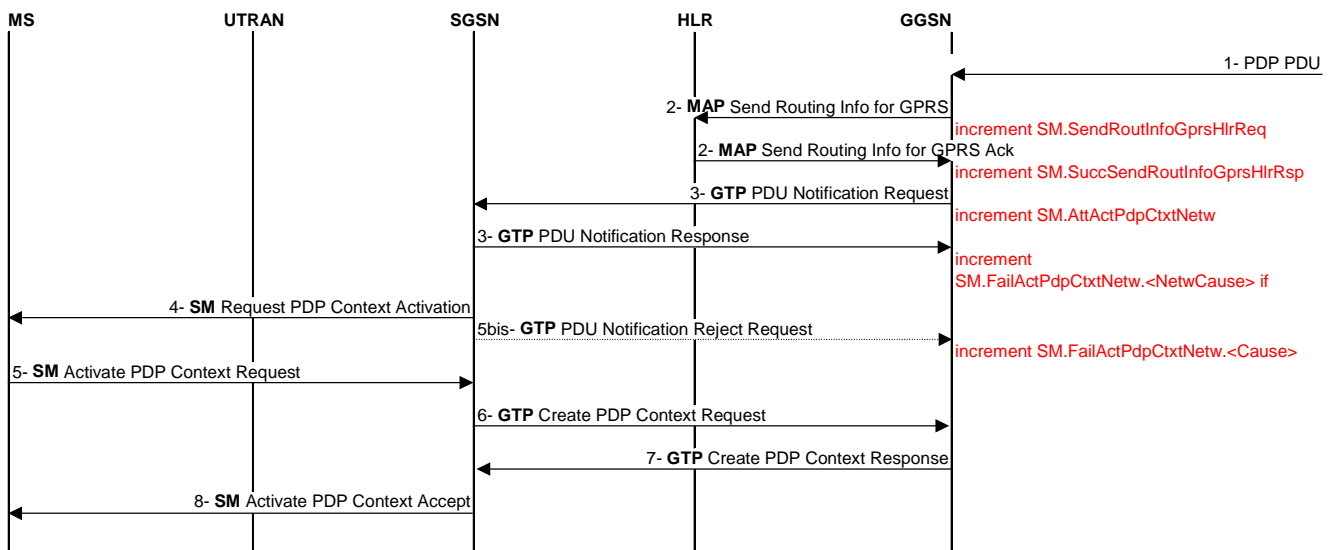 MS UTRAN SGSN HLR GGSN
1- PDP PDU
2- MAP Send Routing Info for GPRS
increment SM.SendRoutInfoGprsHlrReq
2- MAP Send Routing Info for GPRS Ack
increment SM.SuccSendRoutInfoGprsHlrRsp
3- GTP PDU Notification Request
increment SM.AttActPdpCtxtNetw
3- GTP PDU Notification Response
increment
SM.FailActPdpCtxtNetw.<NetwCause> if
4- SM Request PDP Context Activation
5bis- GTP PDU Notification Reject Request
increment SM.FailActPdpCtxtNetw.<Cause>
5- SM Activate PDP Context Request
6- GTP Create PDP Context Request
7- GTP Create PDP Context Response
8- SM Activate PDP Context Accept